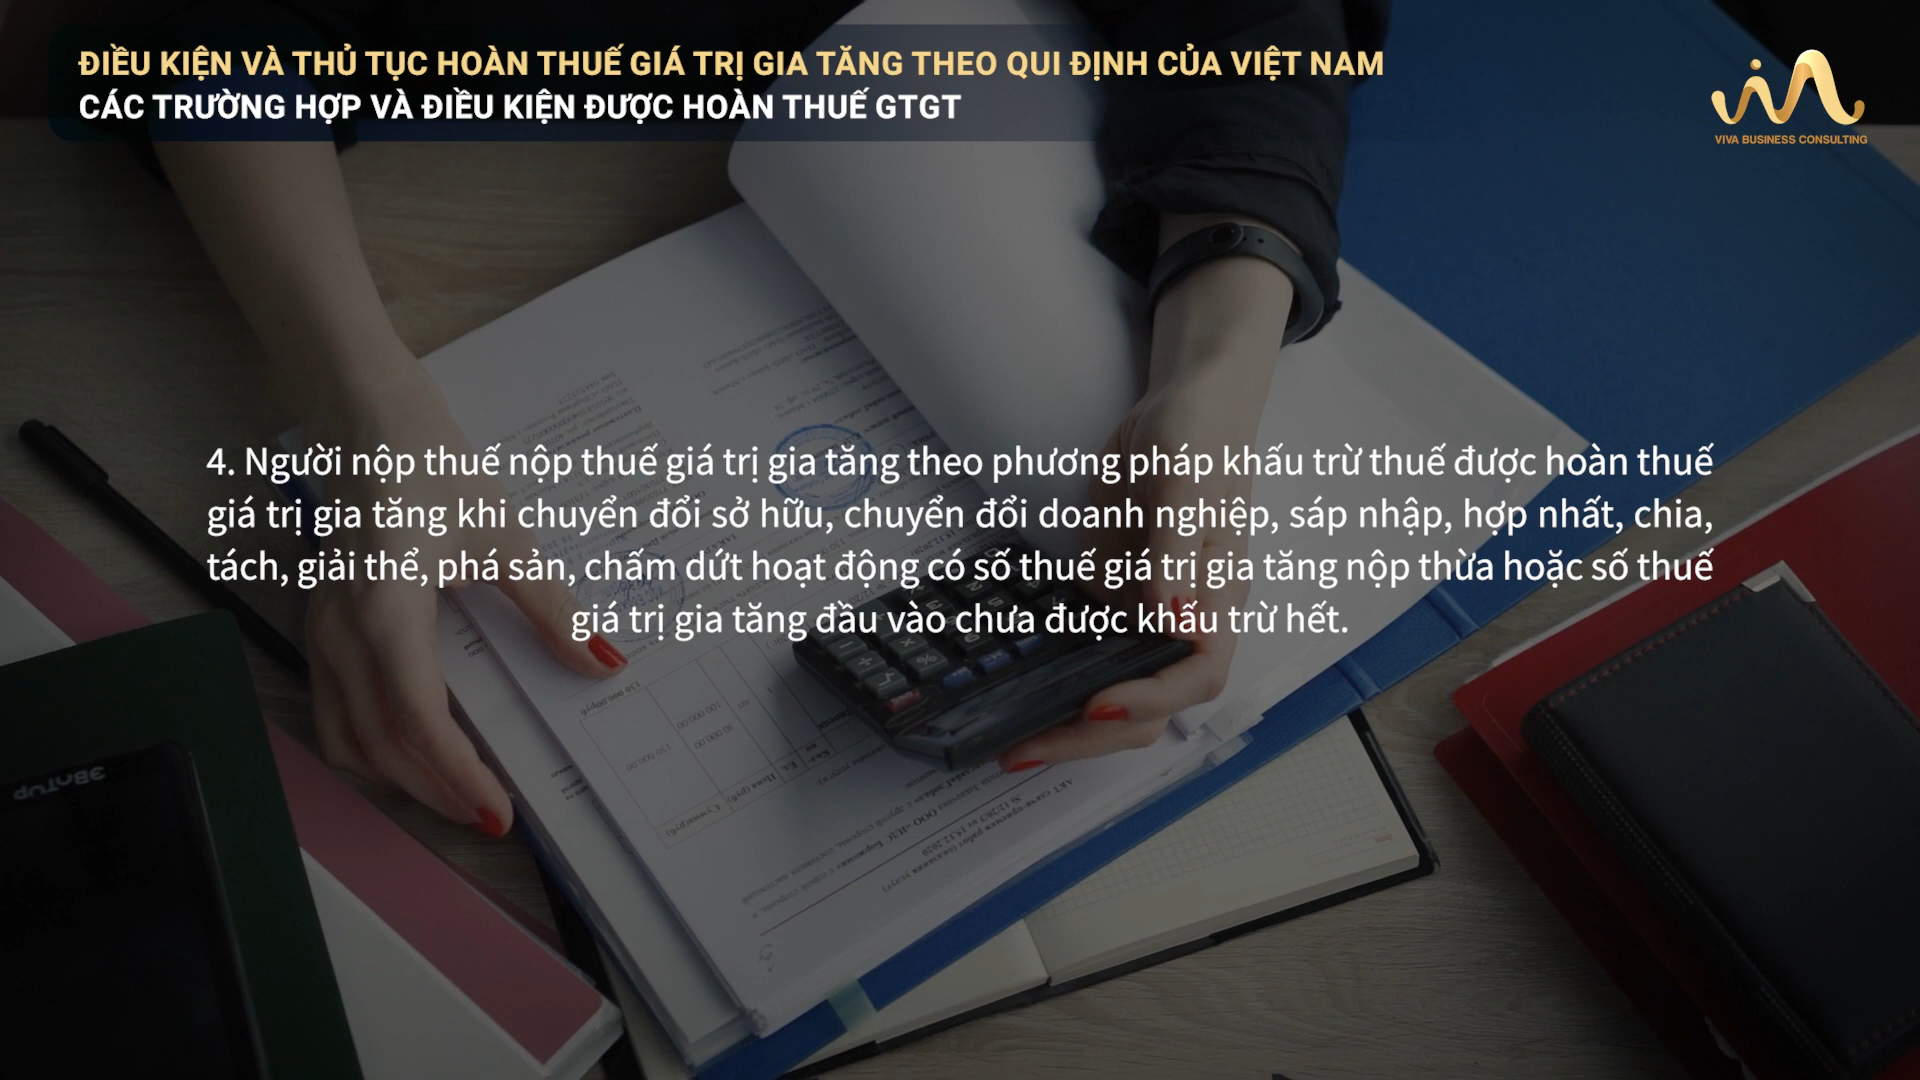 ĐIỀU KIỆN VÀ THỦ TỤC HOÀN THUẾ GIÁ TRỊ GIA TĂNG THEO QUI ĐỊNH CỦA VIỆT NAM
CÁC TRƯỜNG HỢP VÀ ĐIỀU KIỆN ĐƯỢC HOÀN THUẾ GTGT
VIVA BUSINESS CONSULTING
4. Người nộp thuế nộp thuế giá trị gia tăng theo phương pháp khấu trừ thuế được hoàn thuế
giá trị gia tăng khi chuyển đổi sở hữu, chuyển đổi doanh nghiệp, sáp nhập, hợp nhất, chia,
tách, giải thể, phá sản, chấm dứt hoạt động có số thuế giá trị gia tăng nộp thừa hoặc số thuế
giá trị gia tăng đầu vào chưa được khấu trừ hết.